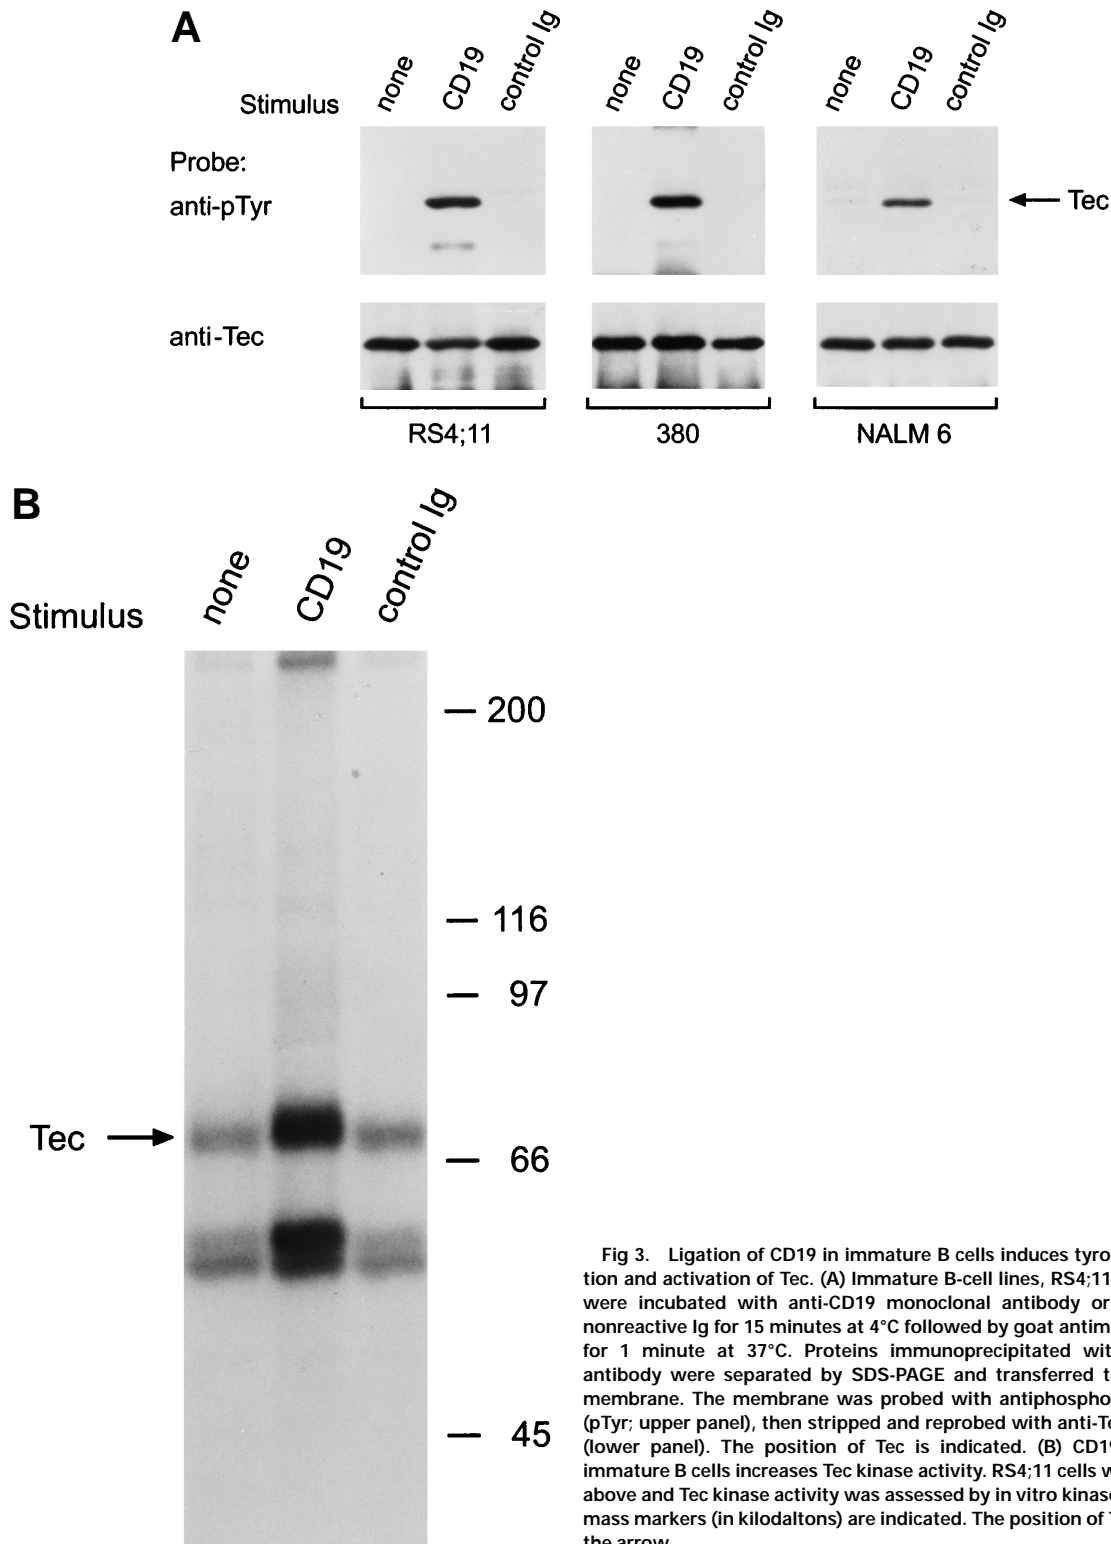 A
Stimulus none CD19 control Ig none CD19 control Ig none CD19 control Ig
Probe:
anti-pTyr
Tec
anti-Tec
RS4;11 380 NALM 6
B
Stimulus none CD19 control Ig
200
116
97
Tec
66
45
Fig 3. Ligation of CD19 in immature B cells induces tyro
tion and activation of Tec. (A) Immature B-cell lines, RS4;11
were incubated with anti-CD19 monoclonal antibody or
nonreactive Ig for 15 minutes at 4°C followed by goat antim
for 1 minute at 37°C. Proteins immunoprecipitated wit
antibody were separated by SDS-PAGE and transferred t
membrane. The membrane was probed with antiphospho
(pTyr; upper panel), then stripped and reprobed with anti-Te
(lower panel). The position of Tec is indicated. (B) CD19
immature B cells increases Tec kinase activity. RS4;11 cells w
above and Tec kinase activity was assessed by in vitro kinase
mass markers (in kilodaltons) are indicated. The position of T
the arrow